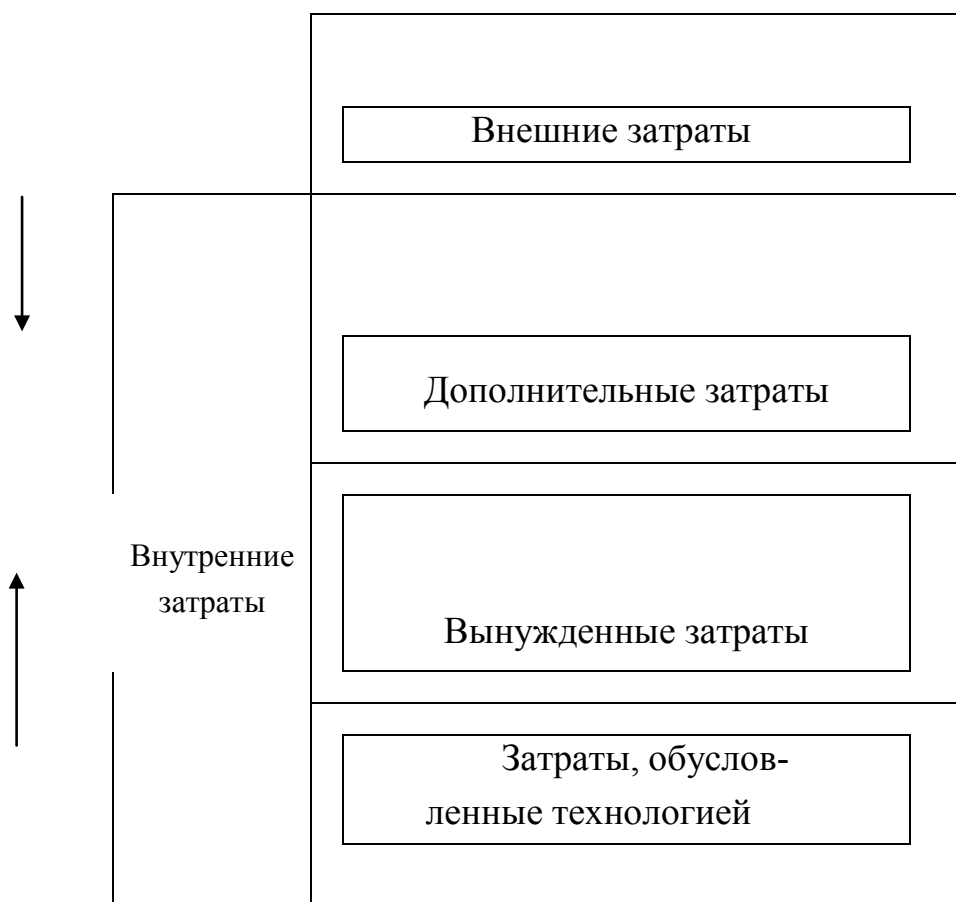 Внешние затраты
Дополнительные затраты
Внутренние
затраты
Вынужденные затраты
Затраты, обуслов-
ленные технологией